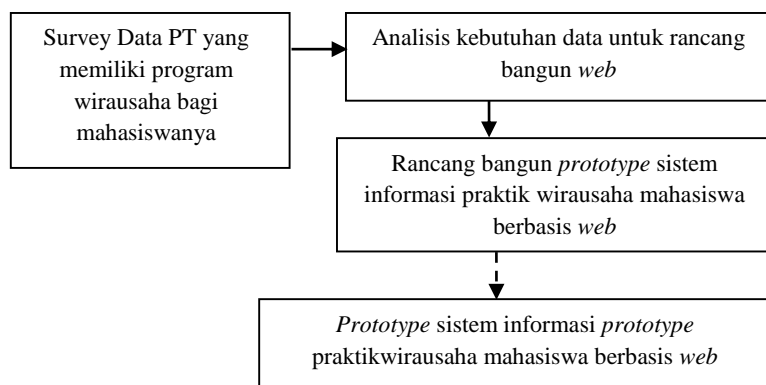 Survey Data PT yang
memiliki program
wirausaha bagi
mahasiswanya
Analisis kebutuhan data untuk rancang
bangun web
Rancang bangun prototype sistem
informasi praktik wirausaha mahasiswa
berbasis web
Prototype sistem informasi prototype
praktikwirausaha mahasiswa berbasis web